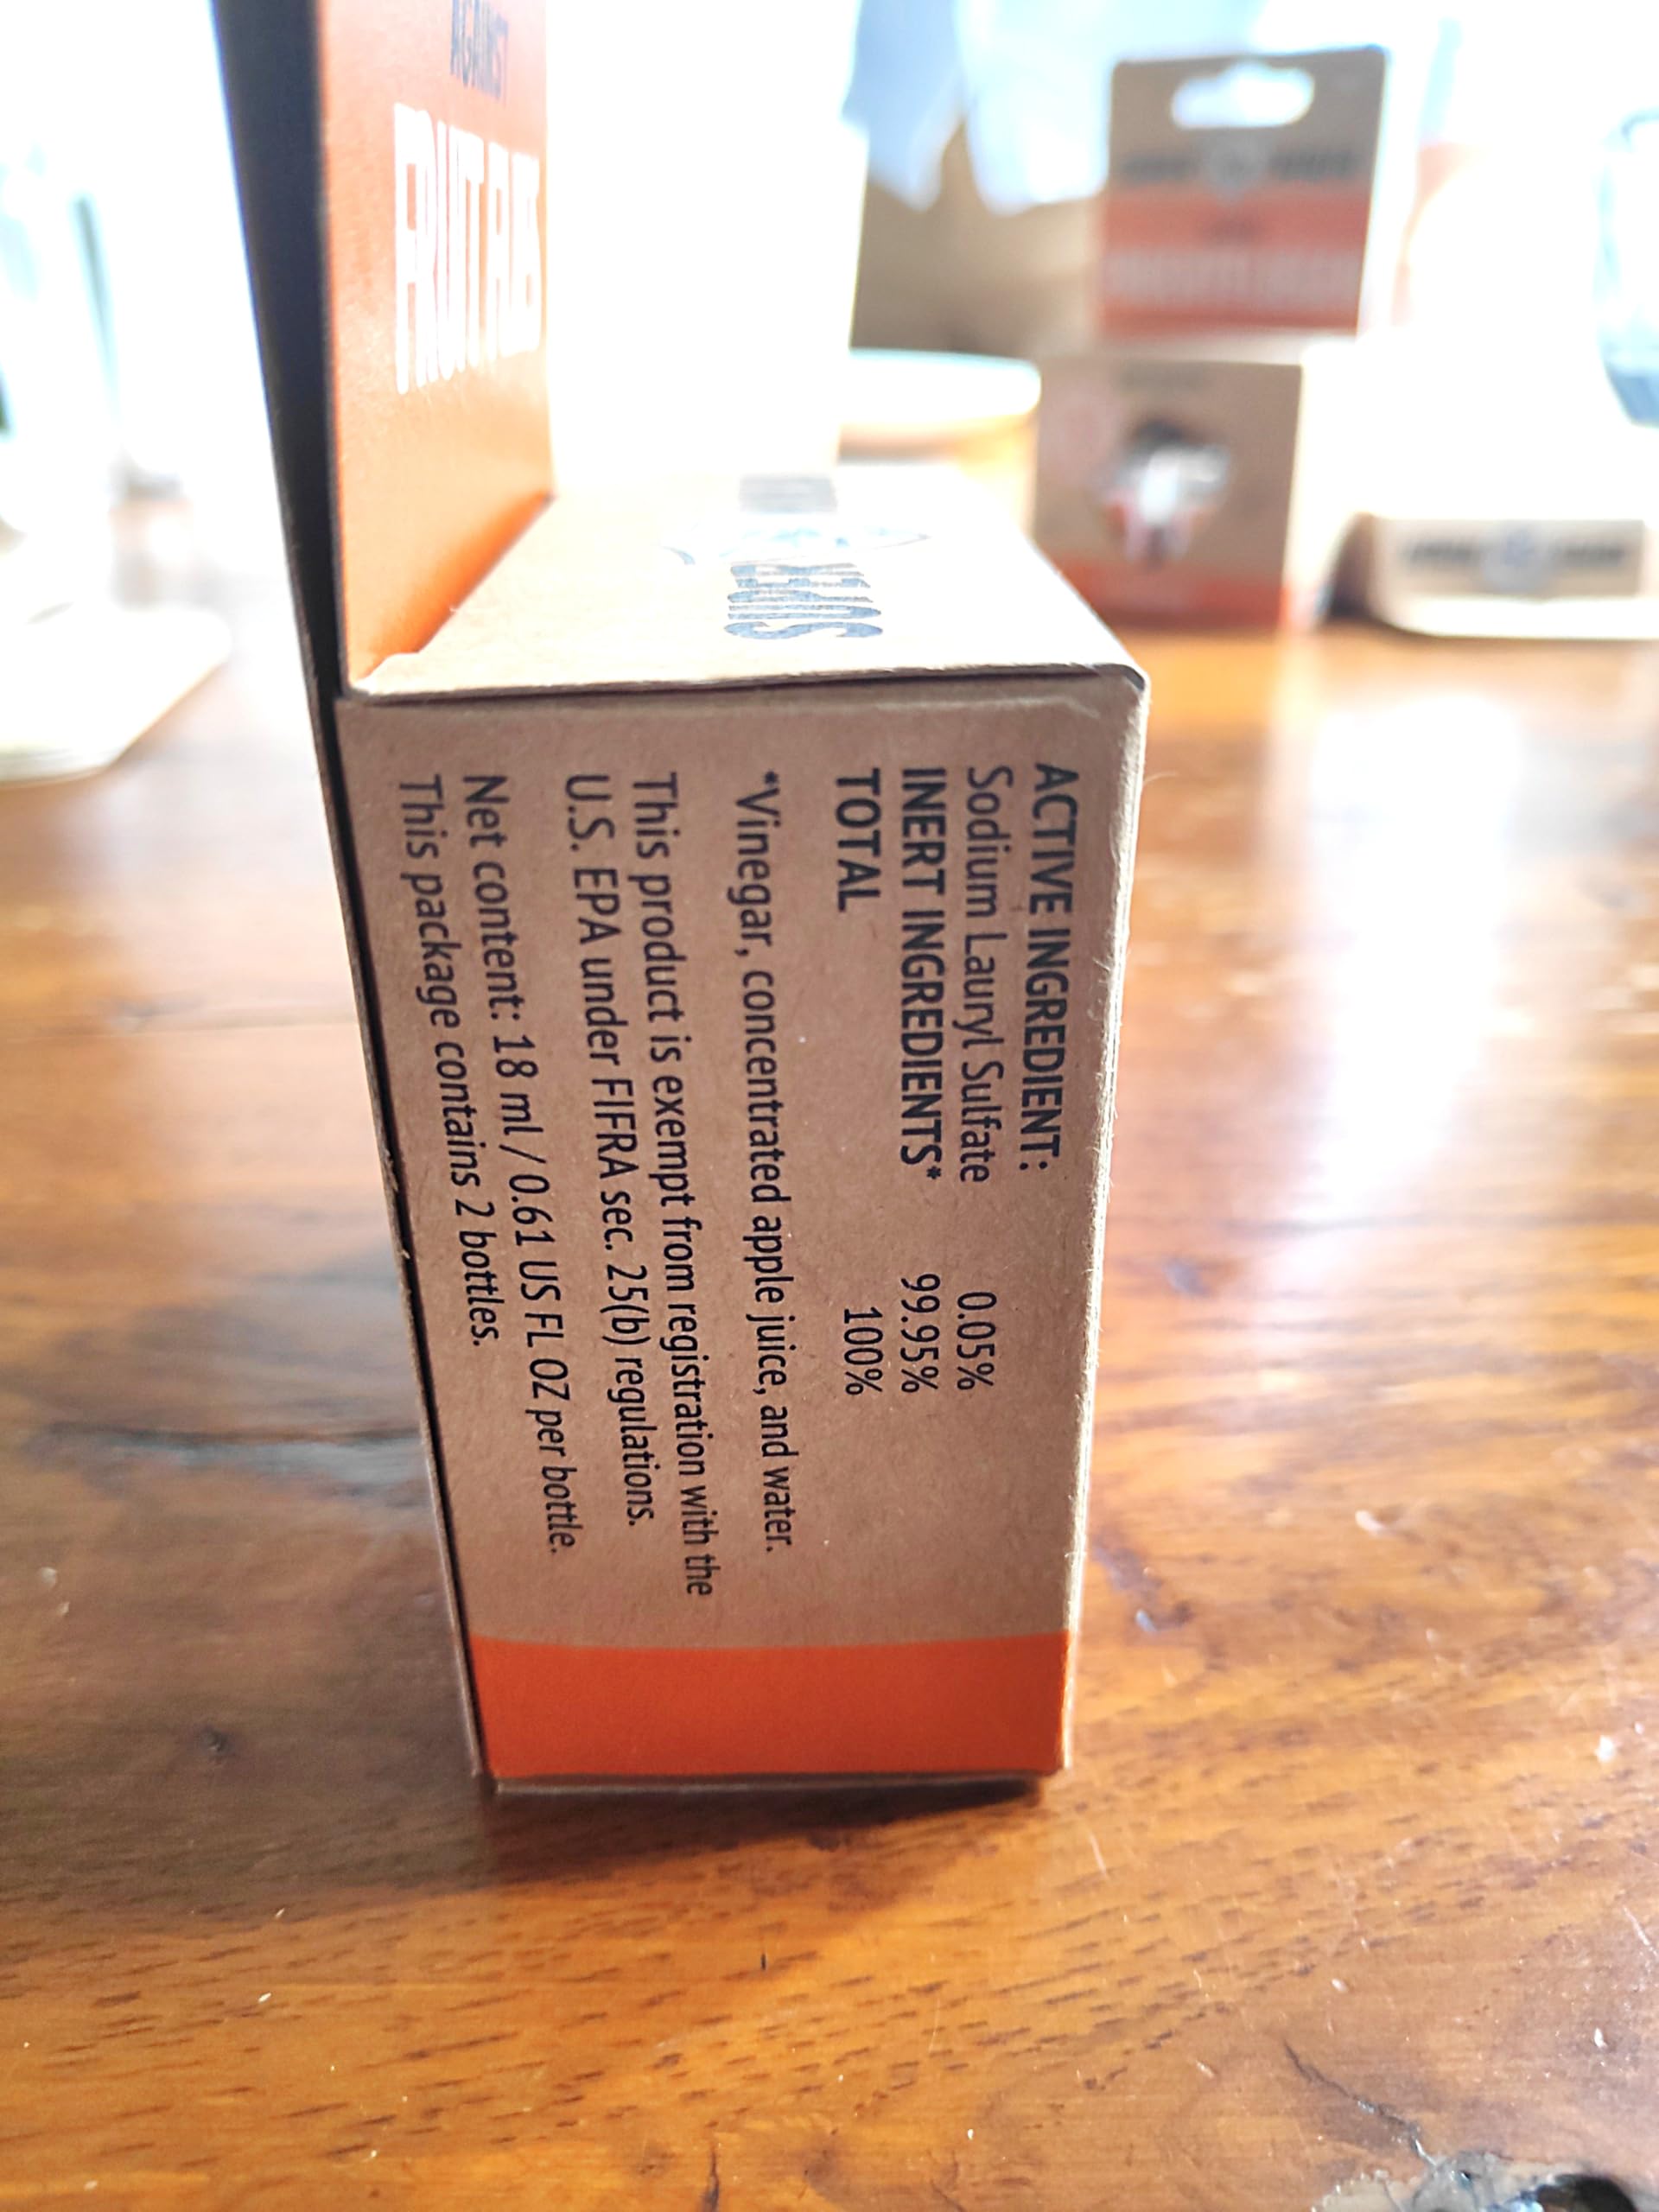 AGAINST
FRUIT FLIES
SUPER
ACTIVE INGREDIENT:
Sodium Lauryl Sulfate 0.05%
INERT INGREDIENTS* 99.95%
TOTAL 100%
*Vinegar, concentrated apple juice, and water.
This product is exempt from registration with the
U.S. EPA under FIFRA sec. 25(b) regulations.
Net content: 18 ml / 0.61 US FL OZ per bottle.
This package contains 2 bottles.